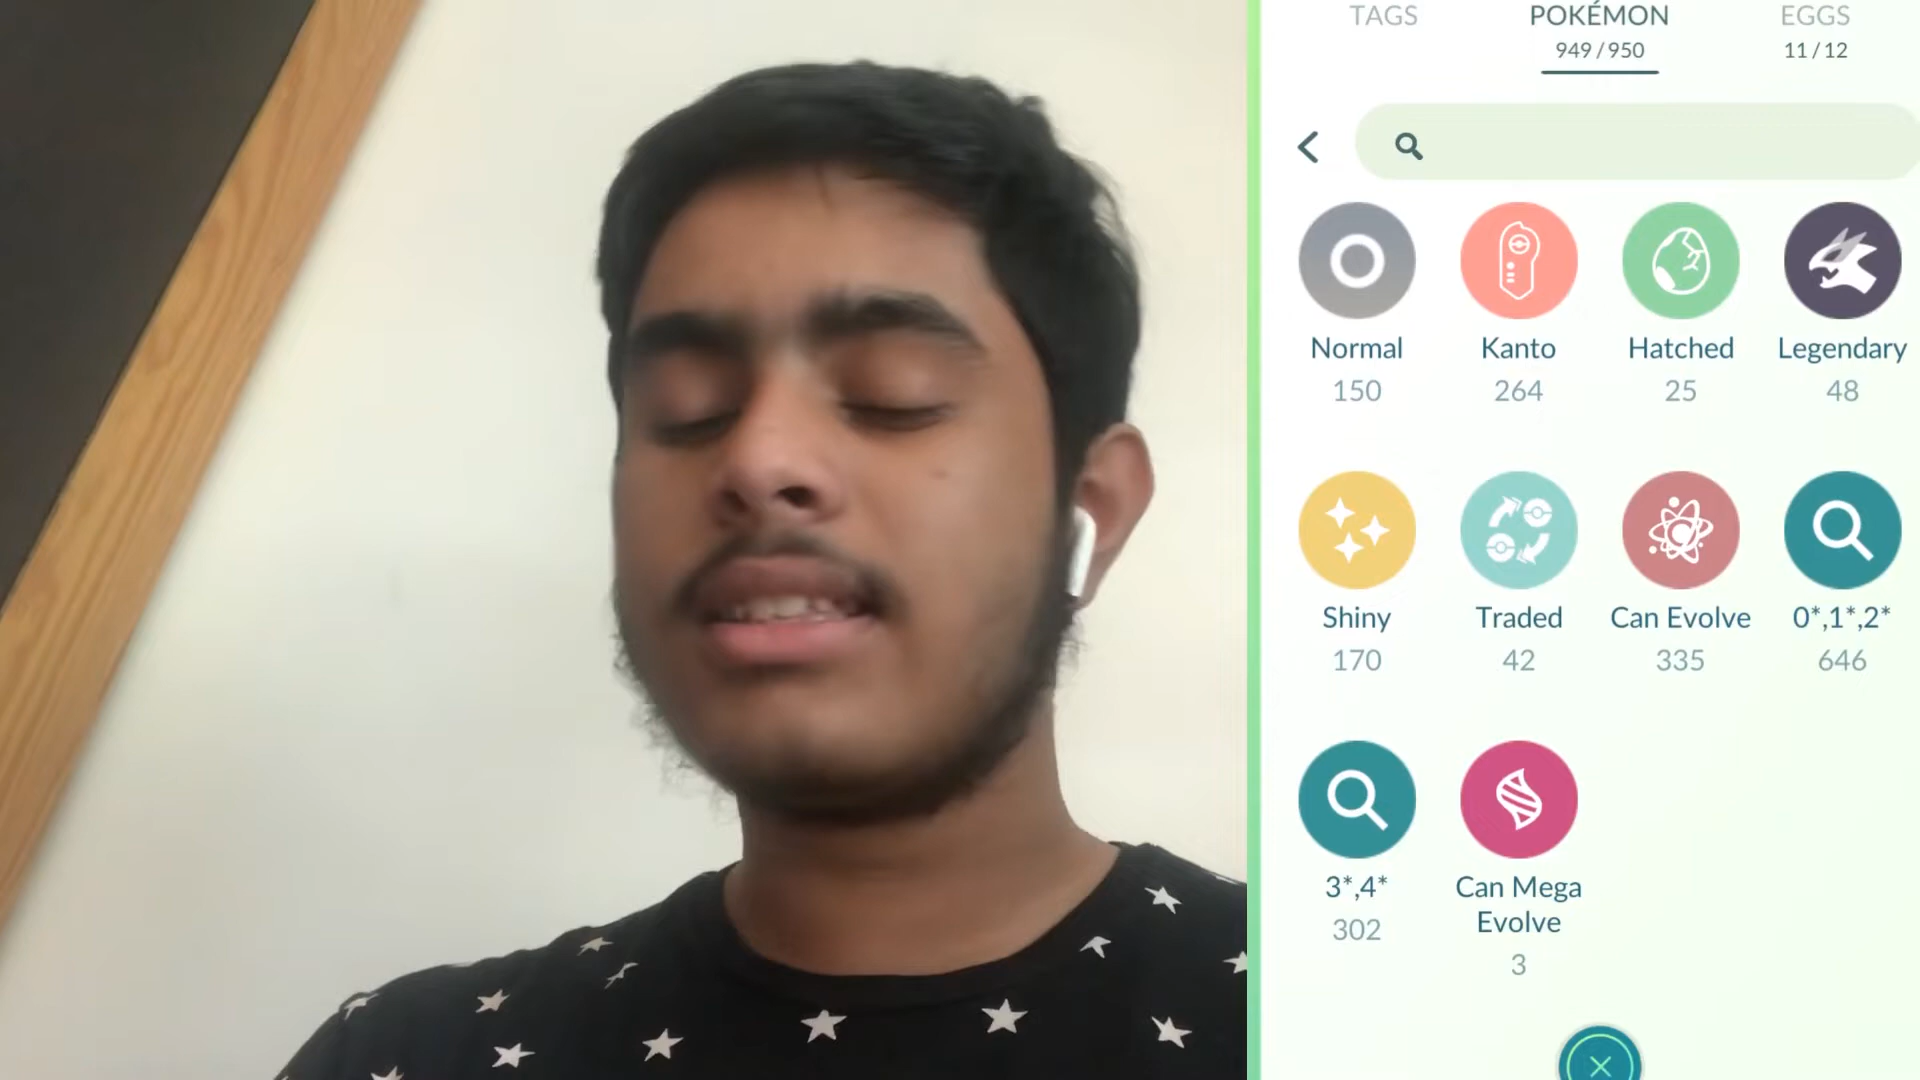 TAGS
POKÉMON
EGGS
949 / 950
11 / 12
Normal
Kanto
Hatched
Legendary
150
264
25
48
Shiny
Traded
Can Evolve
0*,1*,2*
170
42
335
646
3*,4*
Can Mega
Evolve
302
3